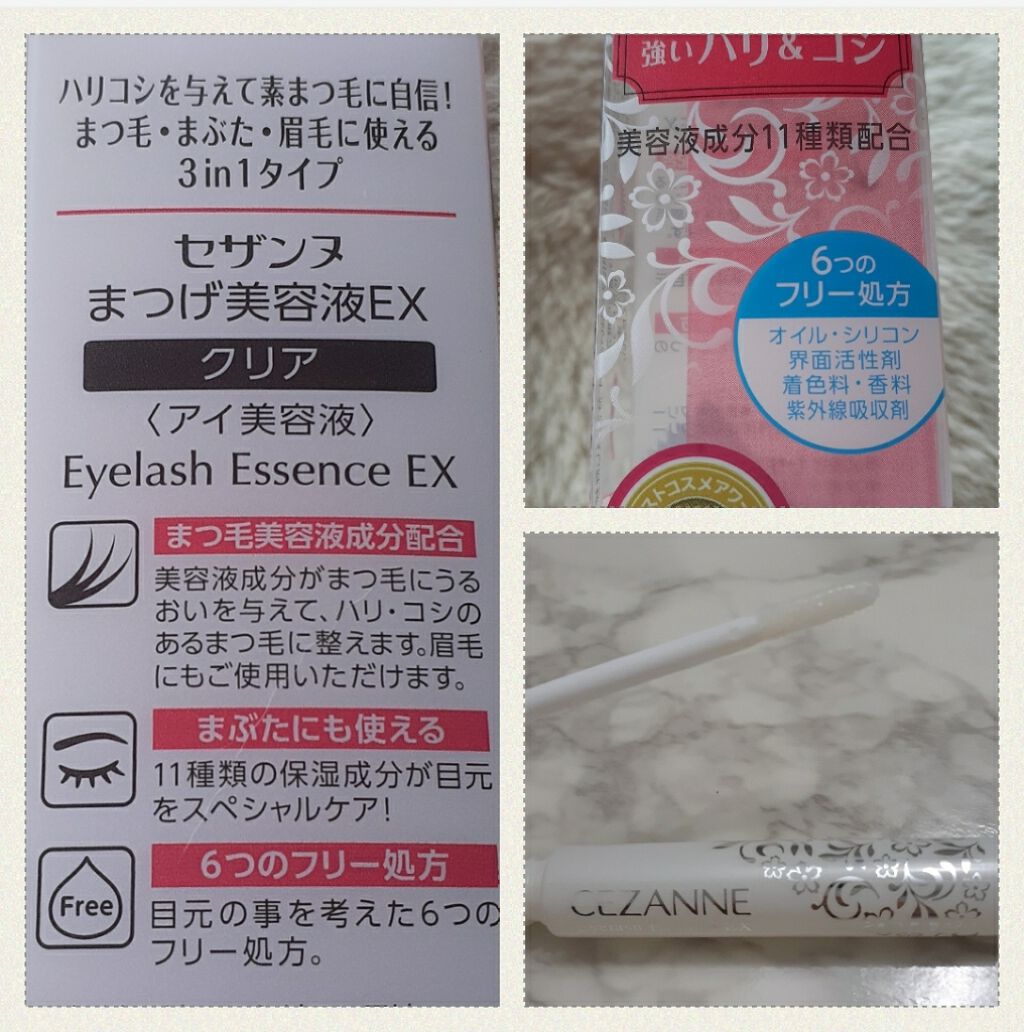 ハリコシを与えて素まつ毛に自信!
まつ毛・まぶた・眉毛に使える
3in1タイプ
セザンヌ
まつげ美容液EX
クリア
〈アイ美容液〉
Eyelash Essence EX
まつ毛美容液成分配合
美容液成分がまつ毛にうる
おいを与えて、ハリ・コシの
あるまつ毛に整えます。眉毛
にもご使用いただけます。
まぶたにも使える
11種類の保湿成分が目元
をスペシャルケア!
6つのフリー処方
Free
目元の事を考えた6つの
フリー処方。
強いハリ&コシ
美容液成分11種類配合
6つの
フリー処方
オイル・シリコン
界面活性剤
着色料・香料
紫外線吸収剤
ストコスメアワ
CEZANNE